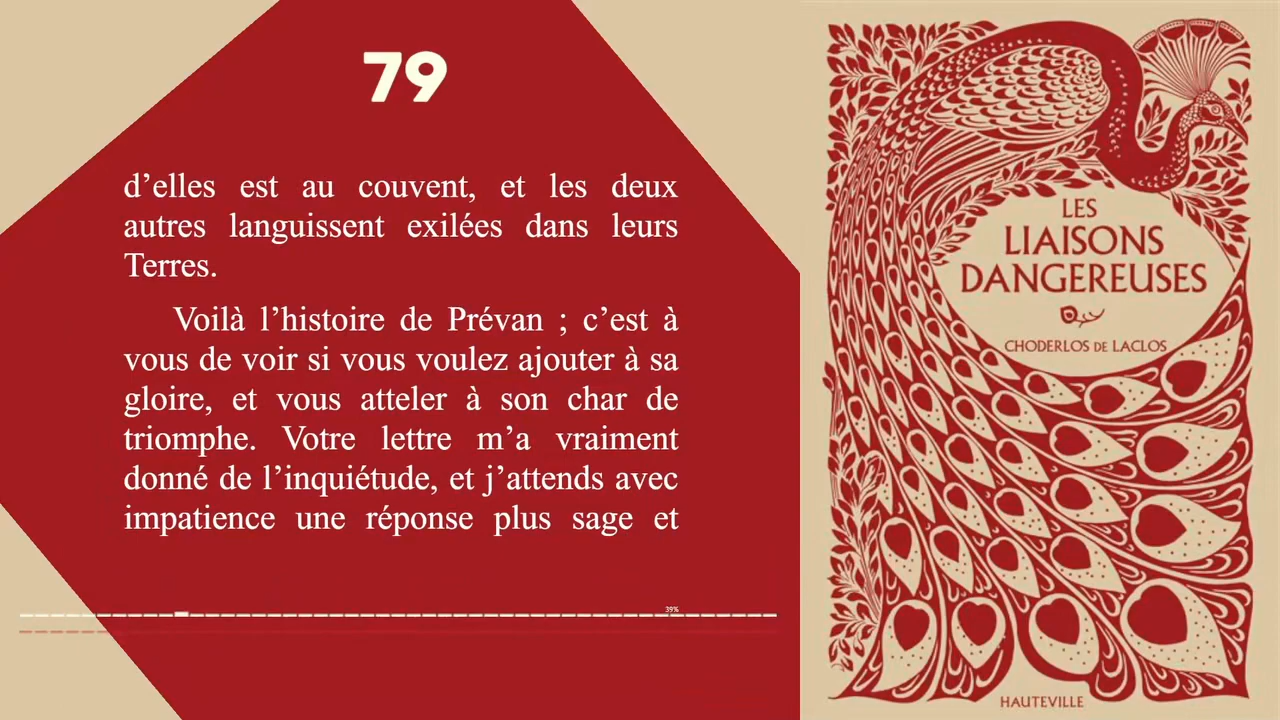 79
d’elles est au couvent, et les deux
autres languissent exilées dans leurs
Terres.
Voilà l’histoire de Prévan ; c’est à
vous de voir si vous voulez ajouter à sa
gloire, et vous atteler à son char de
triomphe. Votre lettre m’a vraiment
donné de l’inquiétude, et j’attends avec
impatience une réponse plus sage et
39%
LES
LIAISONS
DANGEREUSES
CHODERLOS DE LACLOS
HAUTEVILLE